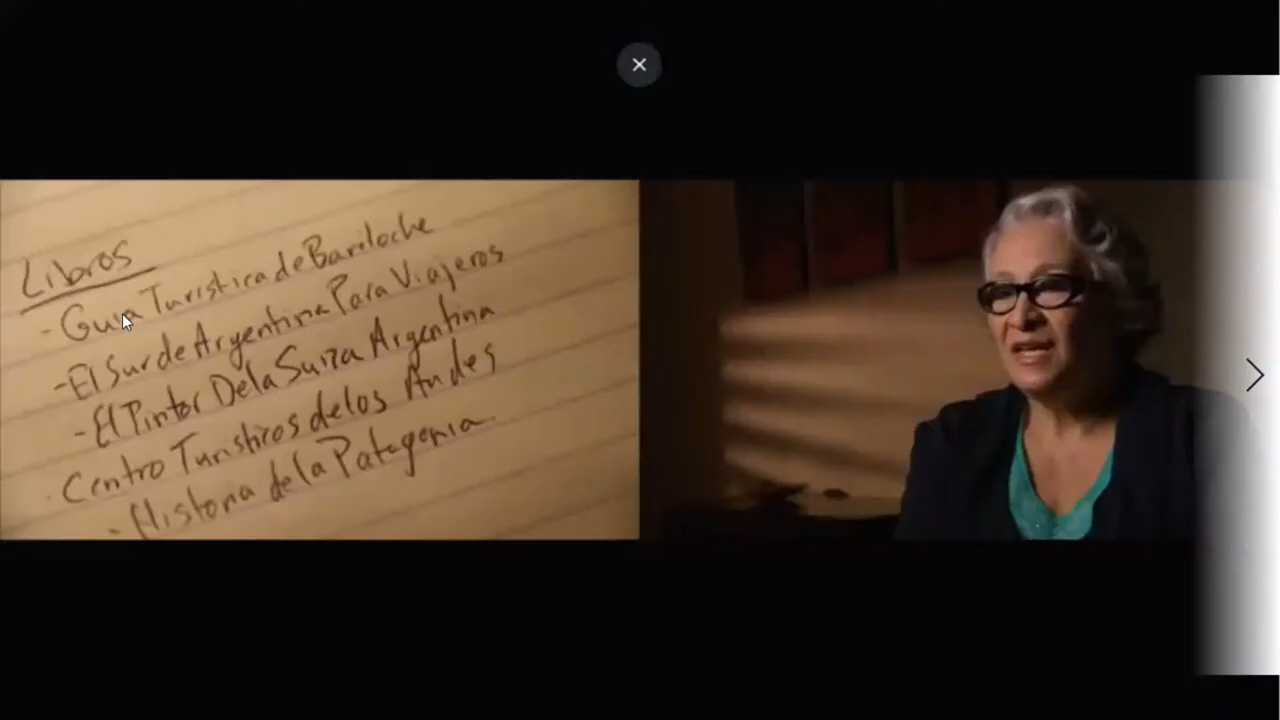 Libros
- Guia Turistica de Bariloche
- El Sur de Argentina Para Viajeros
- El Pintor De la Suiza Argentina
- Centro Turisticos de los Andes
- Historia de la Patagonia